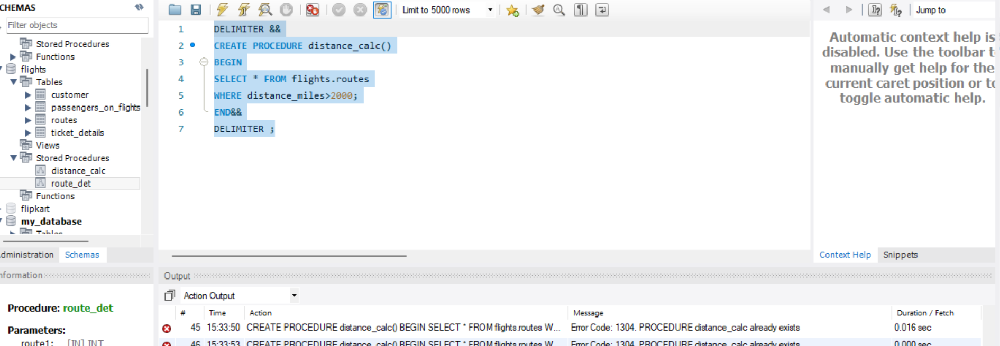 CHEMAS
Filter objects
Stored Procedures
Functions
flights
Tables
customer
passengers_on_flights
routes
ticket_details
Views
Stored Procedures
distance_calc
route_det
Functions
flipkart
my_database
Tables
dministration Schemas
nformation
Procedure: route_det
Parameters:
route1: [IN] INT
Limit to 5000 rows
1 DELIMITER &&
2 CREATE PROCEDURE distance_calc()
3 BEGIN
4 SELECT * FROM flights.routes
5 WHERE distance_miles>2000;
6 END&&
7 DELIMITER ;
Jump to
Automatic context help is
disabled. Use the toolbar t
manually get help for the
current caret position or to
toggle automatic help.
Context Help Snippets
Output
Action Output
# Time Action Message Duration / Fetch
45 15:33:50 CREATE PROCEDURE distance_calc() BEGIN SELECT * FROM flights.routes W... Error Code: 1304. PROCEDURE distance_calc already exists 0.016 sec
46 15:33:53 CREATE PROCEDURE distance_calc() BEGIN SELECT * FROM flights.routes W... Error Code: 1304. PROCEDURE distance_calc already exists 0.000 sec